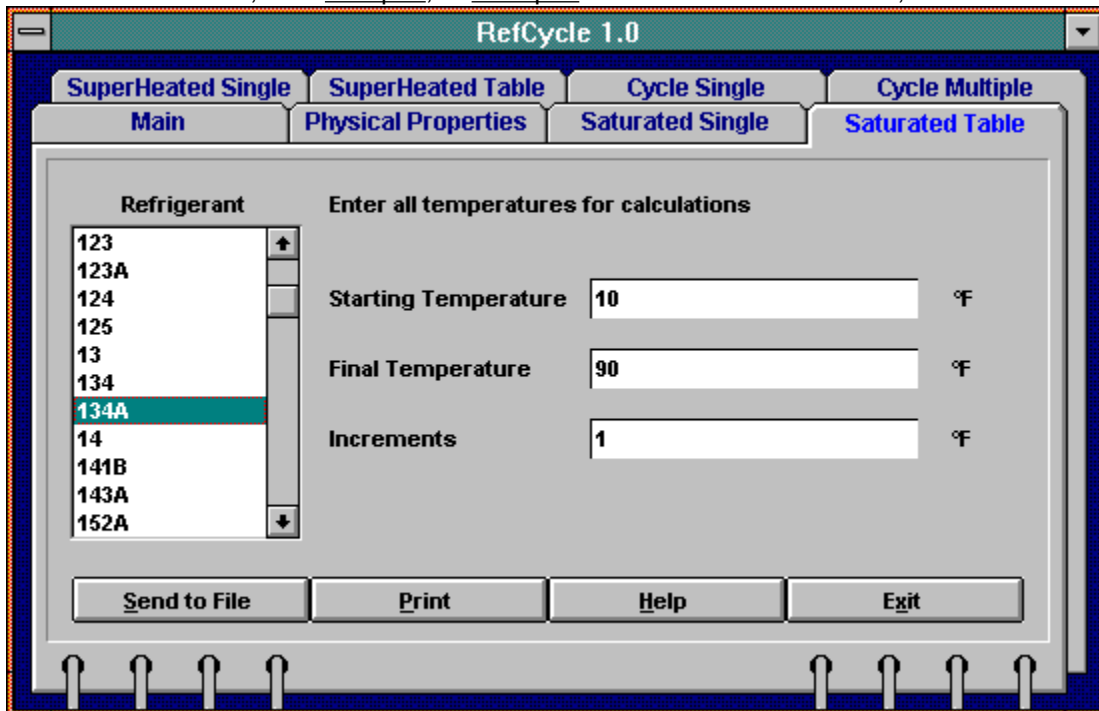 RefCycle 1.0
SuperHeated Single SuperHeated Table Cycle Single Cycle Multiple
Main Physical Properties Saturated Single Saturated Table
Refrigerant Enter all temperatures for calculations
123
123A
124
Starting Temperature 10 °F
125
13
Final Temperature 90 °F
134
134A
14
Increments 1 °F
141B
143A
152A
Send to File Print Help Exit